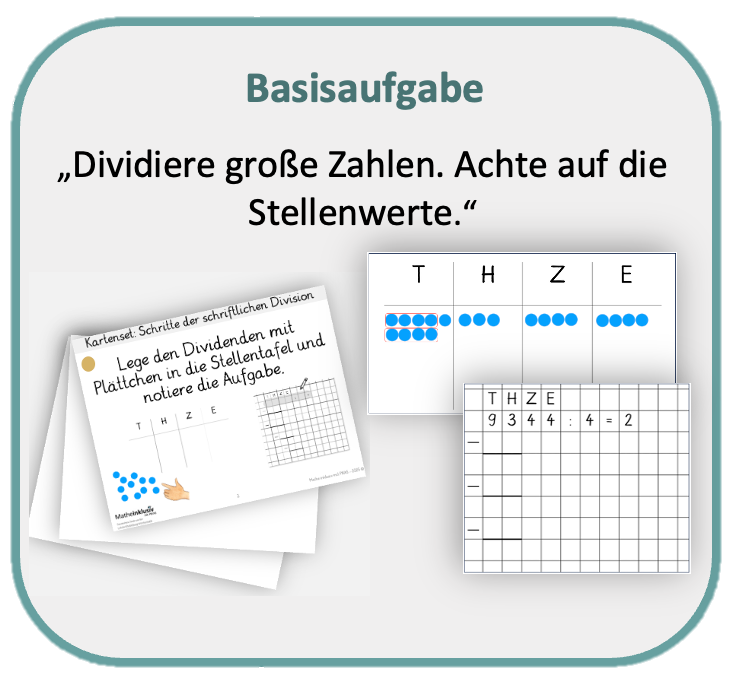 Basisaufgabe
„Dividiere große Zahlen. Achte auf die
Stellenwerte.“
Kartenset: Schritte der schriftlichen Division
Lege den Dividenden mit
Plättchen in die Stellentafel und
notiere die Aufgabe.
T H Z E
Matheinklusiv
T H Z E
T H Z E
9 3 4 4 : 4 = 2
–
–
–